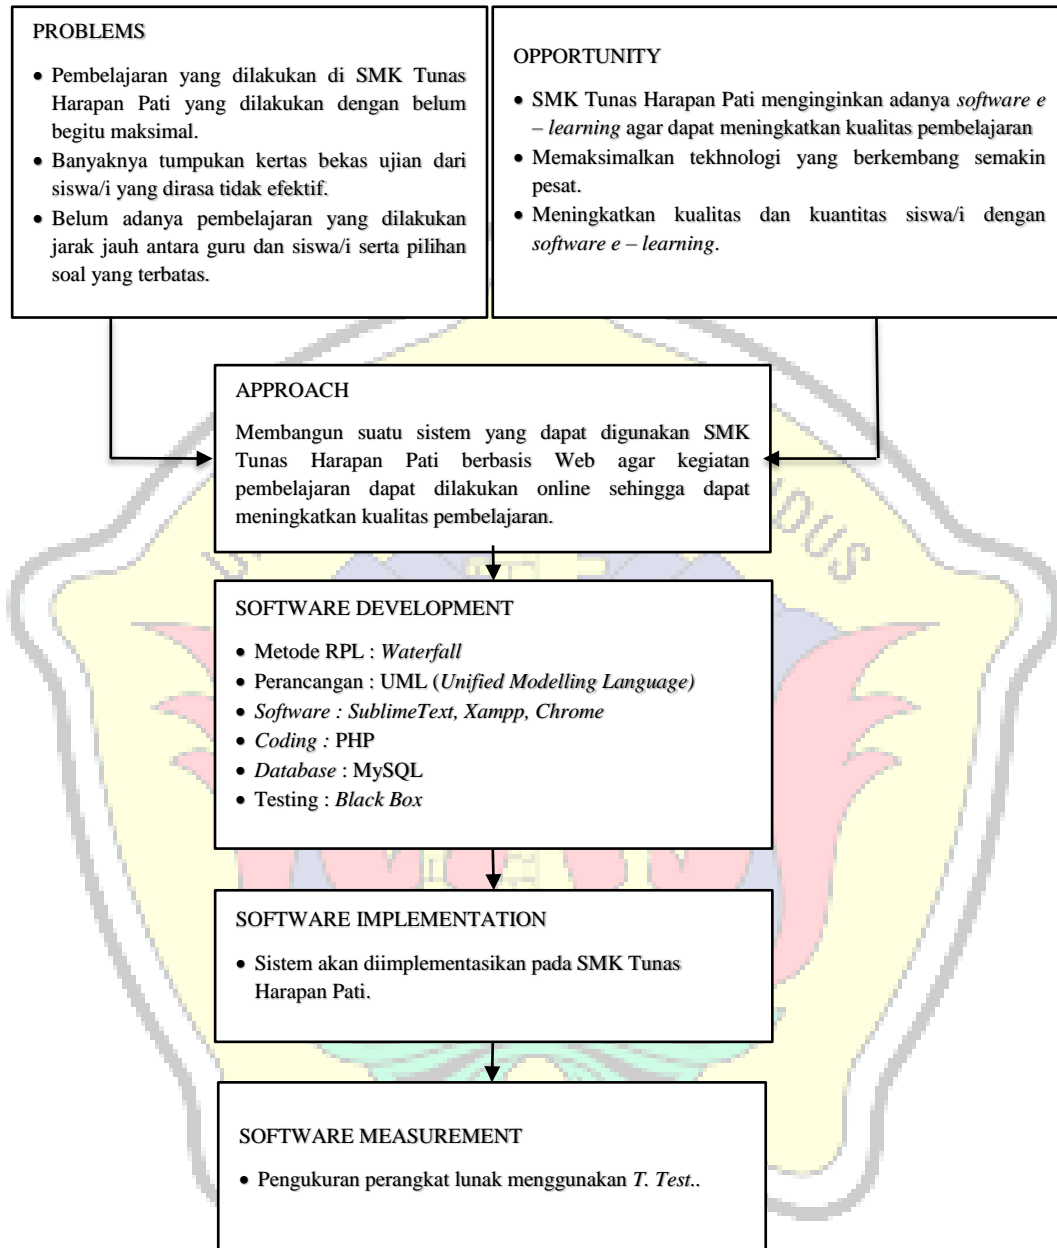 PROBLEMS
• Pembelajaran yang dilakukan di SMK Tunas
Harapan Pati yang dilakukan dengan belum
begitu maksimal.
• Banyaknya tumpukan kertas bekas ujian dari
siswa/i yang dirasa tidak efektif.
• Belum adanya pembelajaran yang dilakukan
jarak jauh antara guru dan siswa/i serta pilihan
soal yang terbatas.
OPPORTUNITY
• SMK Tunas Harapan Pati menginginkan adanya software e
– learning agar dapat meningkatkan kualitas pembelajaran
• Memaksimalkan tekhnologi yang berkembang semakin
pesat.
• Meningkatkan kualitas dan kuantitas siswa/i dengan
software e – learning.
APPROACH
Membangun suatu sistem yang dapat digunakan SMK
Tunas Harapan Pati berbasis Web agar kegiatan
pembelajaran dapat dilakukan online sehingga dapat
meningkatkan kualitas pembelajaran.
SOFTWARE DEVELOPMENT
• Metode RPL : Waterfall
• Perancangan : UML (Unified Modelling Language)
• Software : SublimeText, Xampp, Chrome
• Coding : PHP
• Database : MySQL
• Testing : Black Box
SOFTWARE IMPLEMENTATION
• Sistem akan diimplementasikan pada SMK Tunas
Harapan Pati.
SOFTWARE MEASUREMENT
• Pengukuran perangkat lunak menggunakan T. Test..